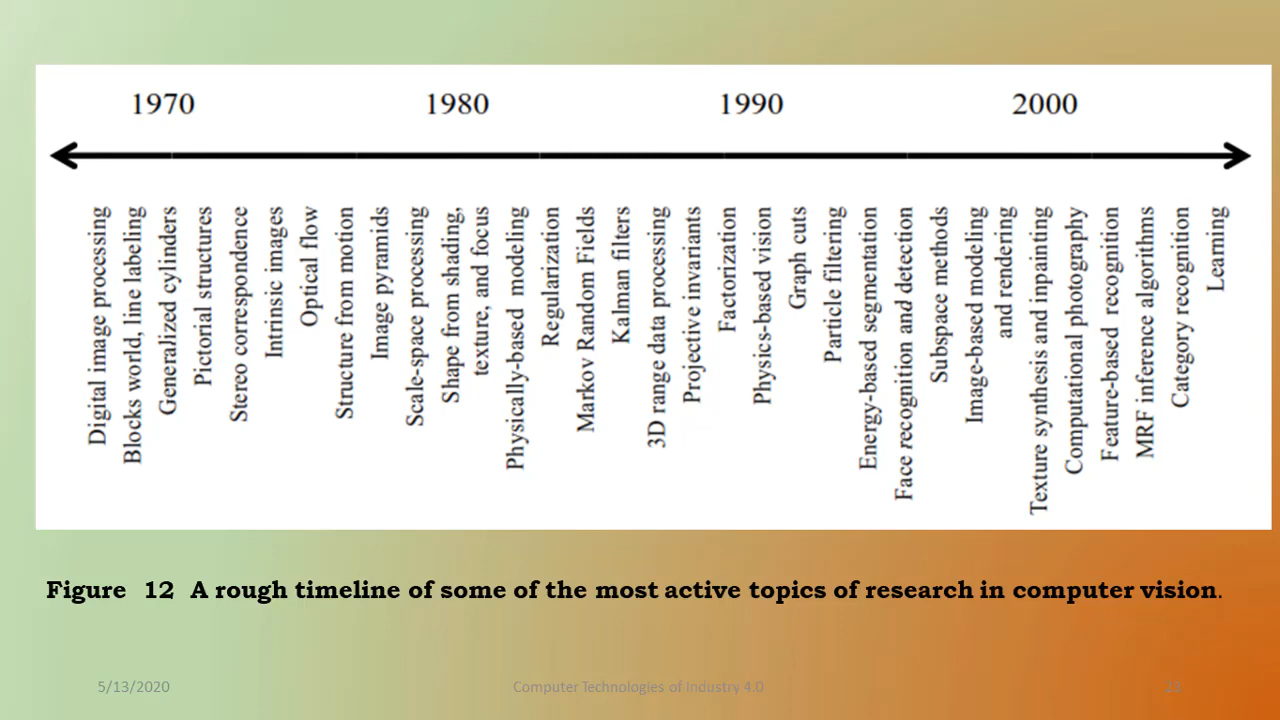 1970 1980 1990 2000
Digital image processing
Blocks world, line labeling
Generalized cylinders
Pictorial structures
Stereo correspondence
Intrinsic images
Optical flow
Structure from motion
Image pyramids
Scale-space processing
Shape from shading,
texture, and focus
Physically-based modeling
Regularization
Markov Random Fields
Kalman filters
3D range data processing
Projective invariants
Factorization
Physics-based vision
Graph cuts
Particle filtering
Energy-based segmentation
Face recognition and detection
Subspace methods
Image-based modeling
and rendering
Texture synthesis and inpainting
Computational photography
Feature-based recognition
MRF inference algorithms
Category recognition
Learning
Figure 12 A rough timeline of some of the most active topics of research in computer vision.
5/13/2020 Computer Technologies of Industry 4.0